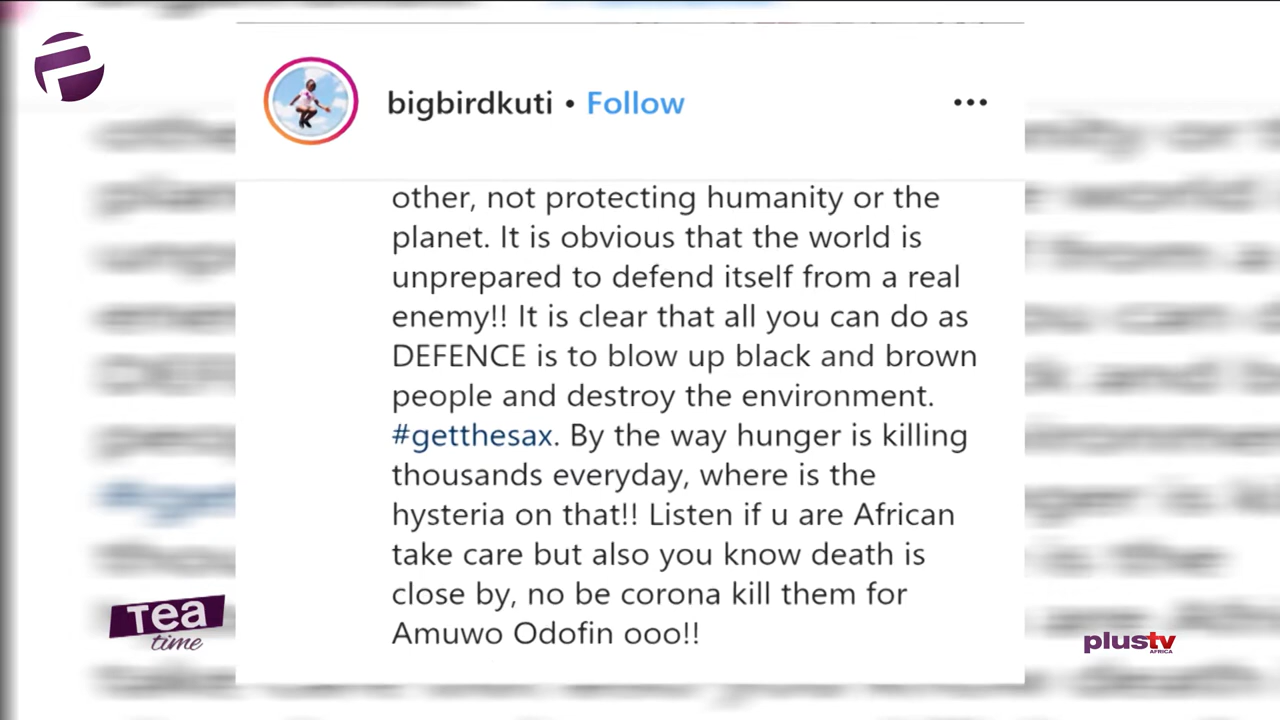 bigbirdkuti • Follow
other, not protecting humanity or the
planet. It is obvious that the world is
unprepared to defend itself from a real
enemy!! It is clear that all you can do as
DEFENCE is to blow up black and brown
people and destroy the environment.
#getthesax. By the way hunger is killing
thousands everyday, where is the
hysteria on that!! Listen if u are African
take care but also you know death is
close by, no be corona kill them for
Amuwo Odofin ooo!!
Tea
time
plustv
AFRICA